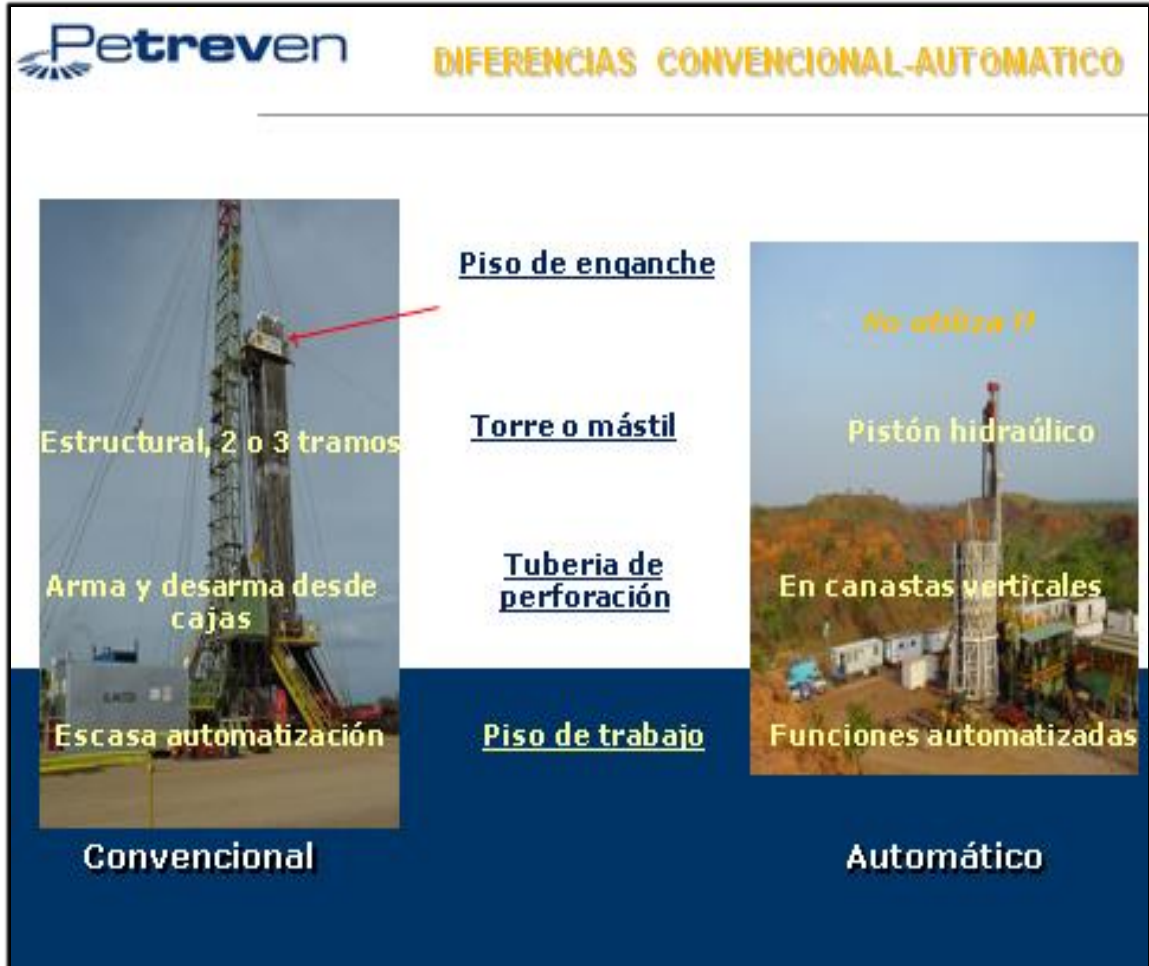 Petreven
DIFERENCIAS CONVENCIONAL-AUTOMATICO
Piso de enganche
No utiliza !!
Estructural, 2 o 3 tramos
Torre o mástil
Pistón hidraúlico
Arma y desarma desde
cajas
Tuberia de
perforación
En canastas verticales
Escasa automatización
Piso de trabajo
Funciones automatizadas
Convencional
Automático